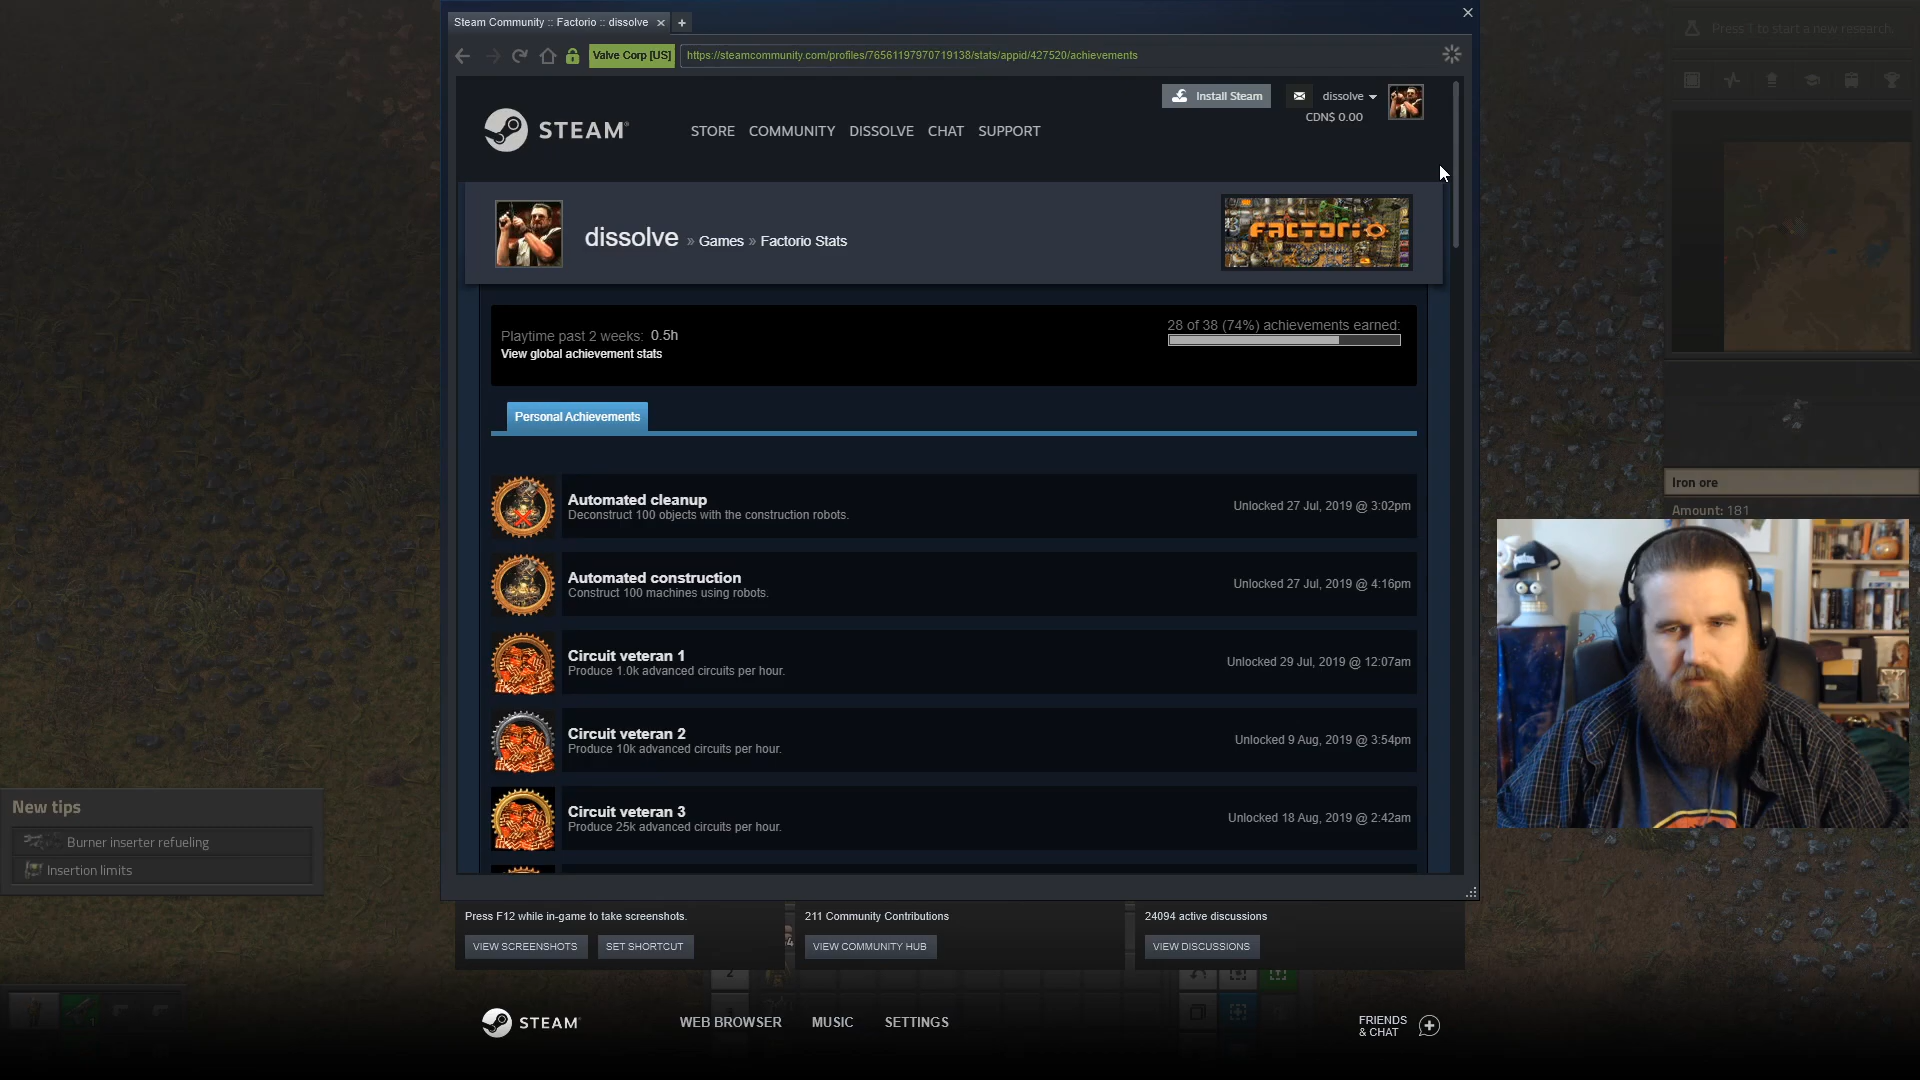 Steam Community :: Factorio :: dissolve
Valve Corp [US]
https://steamcommunity.com/profiles/76561197970719138/stats/appid/427520/achievements
Press T to start a new research.
Install Steam
dissolve
CDN$ 0.00
STEAM
STORE
COMMUNITY
DISSOLVE
CHAT
SUPPORT
dissolve » Games » Factorio Stats
FACTORIO
Playtime past 2 weeks: 0.5h
View global achievement stats
28 of 38 (74%) achievements earned:
Personal Achievements
Automated cleanup
Deconstruct 100 objects with the construction robots.
Unlocked 27 Jul, 2019 @ 3:02pm
Automated construction
Construct 100 machines using robots.
Unlocked 27 Jul, 2019 @ 4:16pm
Circuit veteran 1
Produce 1.0k advanced circuits per hour.
Unlocked 29 Jul, 2019 @ 12:07am
Circuit veteran 2
Produce 10k advanced circuits per hour.
Unlocked 9 Aug, 2019 @ 3:54pm
Circuit veteran 3
Produce 25k advanced circuits per hour.
Unlocked 18 Aug, 2019 @ 2:42am
Iron ore
Amount: 181
New tips
Burner inserter refueling
Insertion limits
Press F12 while in-game to take screenshots.
VIEW SCREENSHOTS
SET SHORTCUT
211 Community Contributions
VIEW COMMUNITY HUB
24094 active discussions
VIEW DISCUSSIONS
2
1
STEAM
WEB BROWSER
MUSIC
SETTINGS
FRIENDS
& CHAT